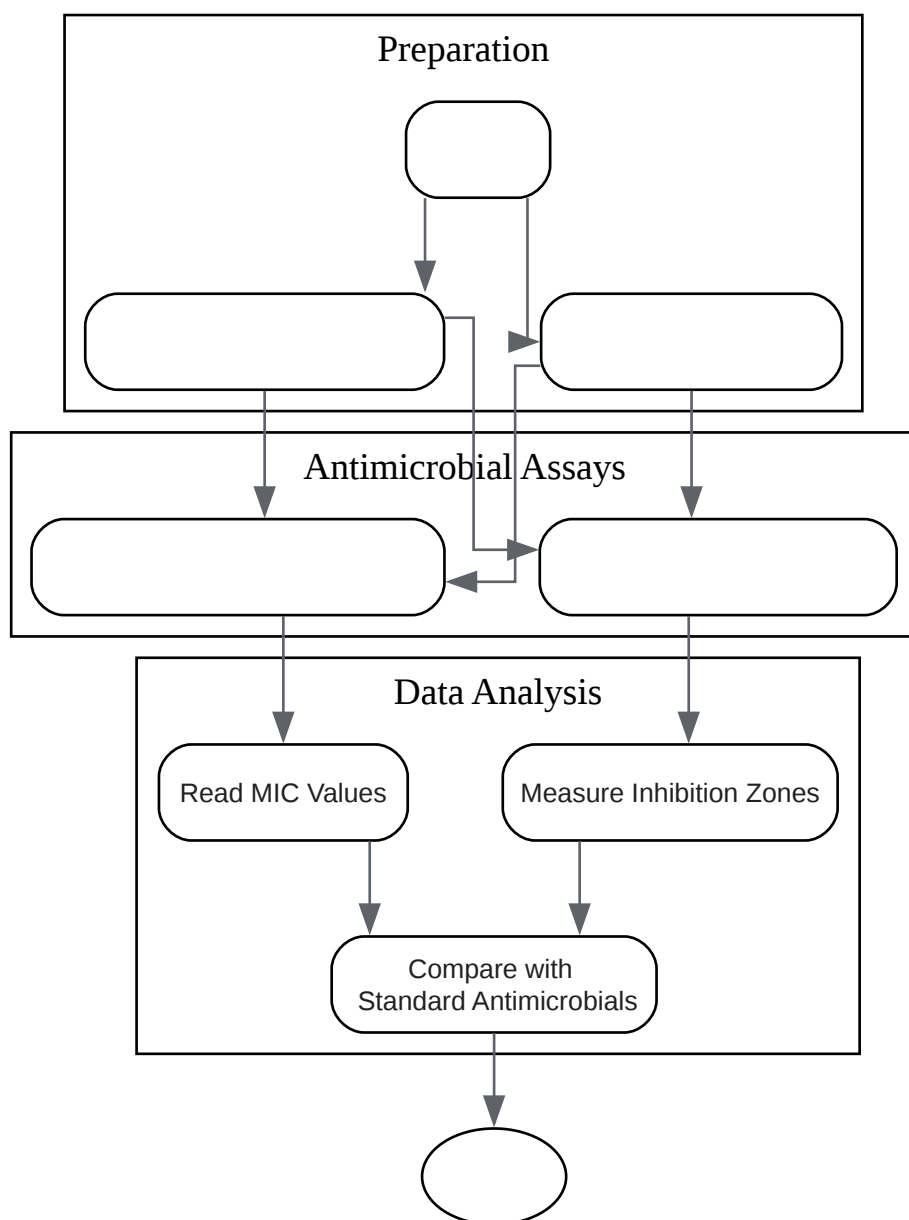 Preparation
Antimicrobial Assays
Data Analysis
Read MIC Values
Measure Inhibition Zones
Compare with
Standard Antimicrobials